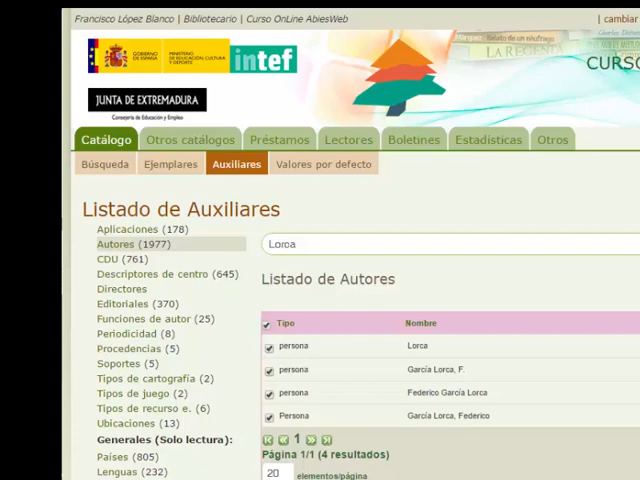 Francisco López Blanco | Bibliotecario | Curso OnLine AbiesWeb
| cambiar
GOBIERNO DE ESPAÑA
MINISTERIO DE EDUCACIÓN, CULTURA Y DEPORTE
intef
Márquez Relato de un náufrago
LA REGENTA
CURSO
JUNTA DE EXTREMADURA
Consejería de Educación y Empleo
Catálogo Otros catálogos Préstamos Lectores Boletines Estadísticas Otros
Búsqueda Ejemplares Auxiliares Valores por defecto
Listado de Auxiliares
Aplicaciones (178)
Autores (1977)
CDU (761)
Descriptores de centro (645)
Directores
Editoriales (370)
Funciones de autor (25)
Periodicidad (8)
Procedencias (5)
Soportes (5)
Tipos de cartografía (2)
Tipos de juego (2)
Tipos de recurso e. (6)
Ubicaciones (13)
Generales (Solo lectura):
Países (805)
Lenguas (232)
Lorca
Listado de Autores
Tipo Nombre
persona Lorca
persona García Lorca, F.
persona Federico García Lorca
Persona García Lorca, Federico
1
Página 1/1 (4 resultados)
20 elementos/página